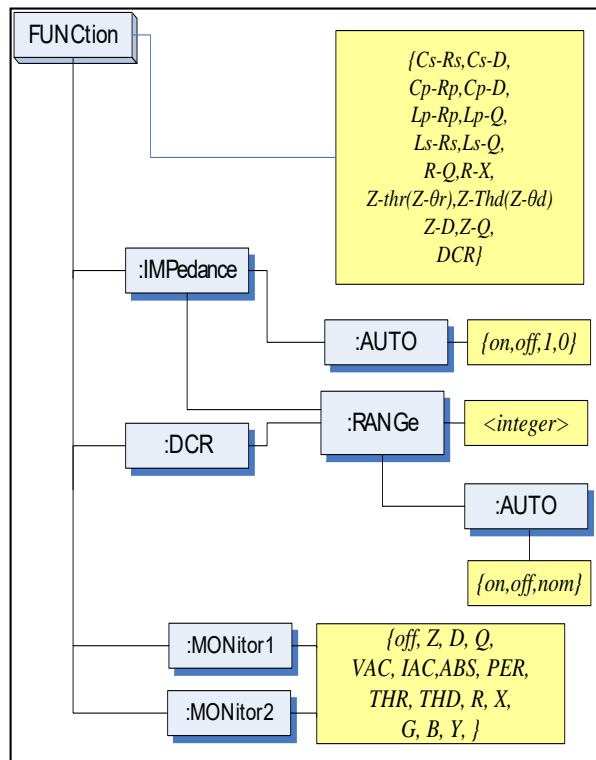 FUNCtion
{Cs-Rs,Cs-D,
Cp-Rp,Cp-D,
Lp-Rp,Lp-Q,
Ls-Rs,Ls-Q,
R-Q,R-X,
Z-thr(Z-θr),Z-Thd(Z-θd)
Z-D,Z-Q,
DCR}
:IMPedance
:AUTO
{on,off,1,0}
:RANGe
<integer>
:DCR
:AUTO
{on,off,nom}
:MONitor1
{off, Z, D, Q,
VAC, IAC,ABS, PER,
THR, THD, R, X,
G, B, Y, }
:MONitor2